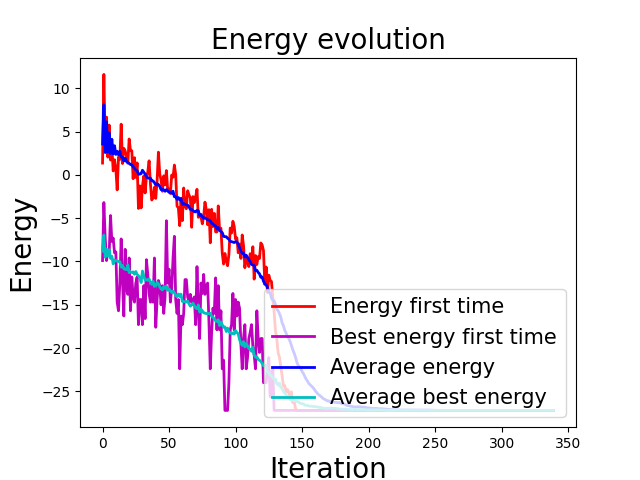 Energy evolution
10
5
0
−5
−10
−15
−20
−25
Energy
Energy first time
Best energy first time
Average energy
Average best energy
0 50 100 150 200 250 300 350
Iteration